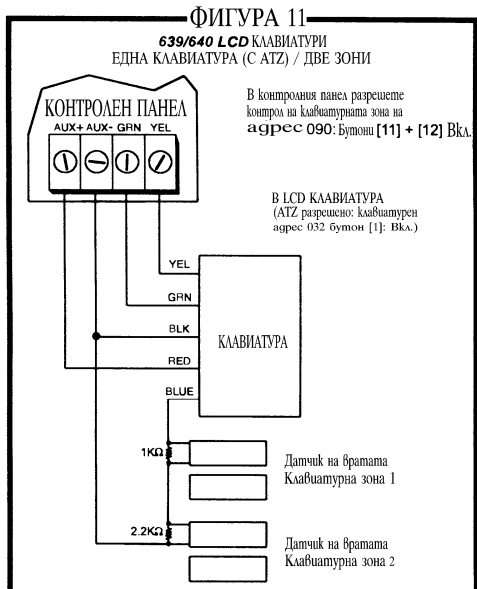 ФИГУРА 11
639/640 LCD КЛАВИАТУРИ
ЕДНА КЛАВИАТУРА (С ATZ) / ДВЕ ЗОНИ
КОНТРОЛЕН ПАНЕЛ
AUX+ AUX- GRN YEL
В контролния панел разрешете
контрол на клавиатурната зона на
адрес 090: Бутони [11] + [12] Вкл.
В LCD КЛАВИАТУРА
(ATZ разрешено: клавиатурен
адрес 032 бутон [1]: Вкл.)
YEL
GRN
BLK
RED
BLUE
КЛАВИАТУРА
1KΩ
Датчик на вратата
Клавиатурна зона 1
2.2KΩ
Датчик на вратата
Клавиатурна зона 2